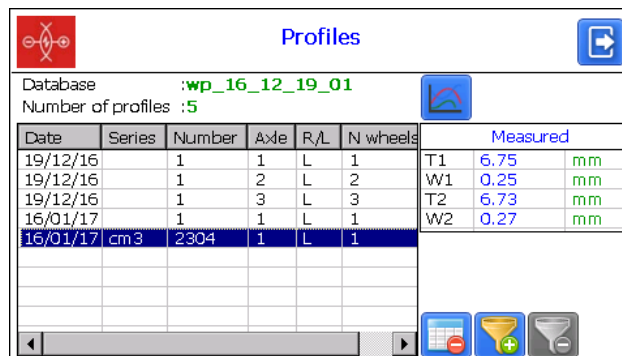 Profiles
Database :wp_16_12_19_01
Number of profiles :5
Date Series Number Axle R/L N wheels
19/12/16 1 1 L 1
19/12/16 1 2 L 2
19/12/16 1 3 L 3
16/01/17 1 1 L 1
16/01/17 cm3 2304 1 L 1
Measured
T1 6.75 mm
W1 0.25 mm
T2 6.73 mm
W2 0.27 mm